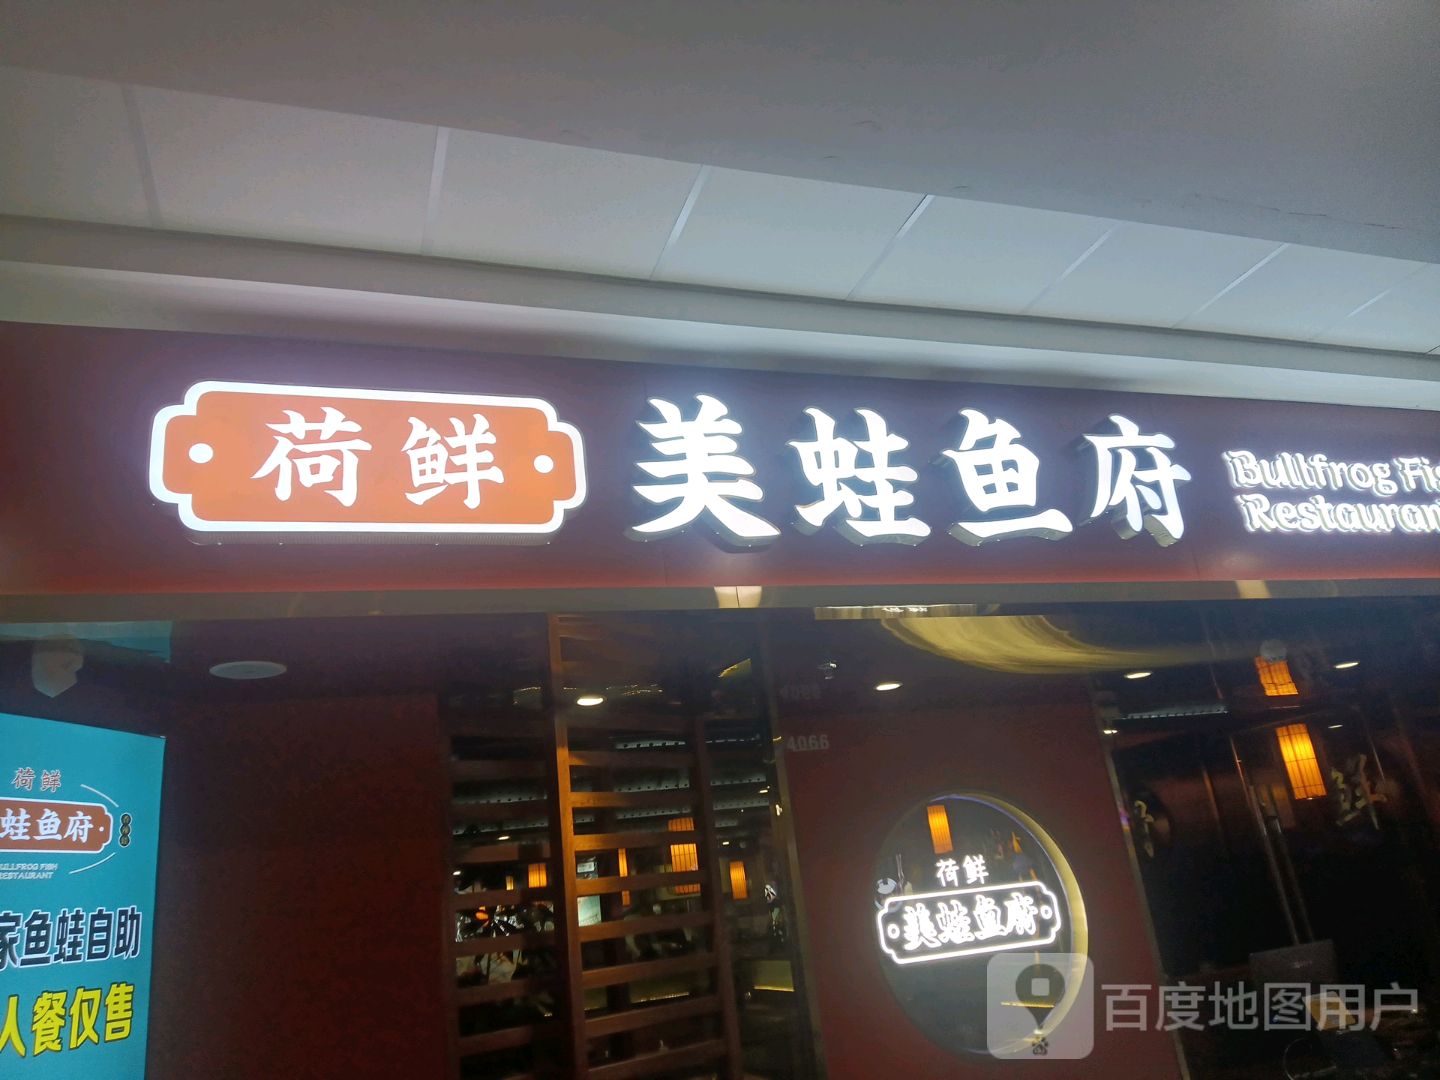 荷鲜
美蛙鱼府
Bullfrog Fis
Restauran
4066
鲜
荷鲜
美蛙鱼府
荷鲜
蛙鱼府
BULLFROG FISH
RESTAURANT
家鱼蛙自助
人餐仅售
百度地图用户